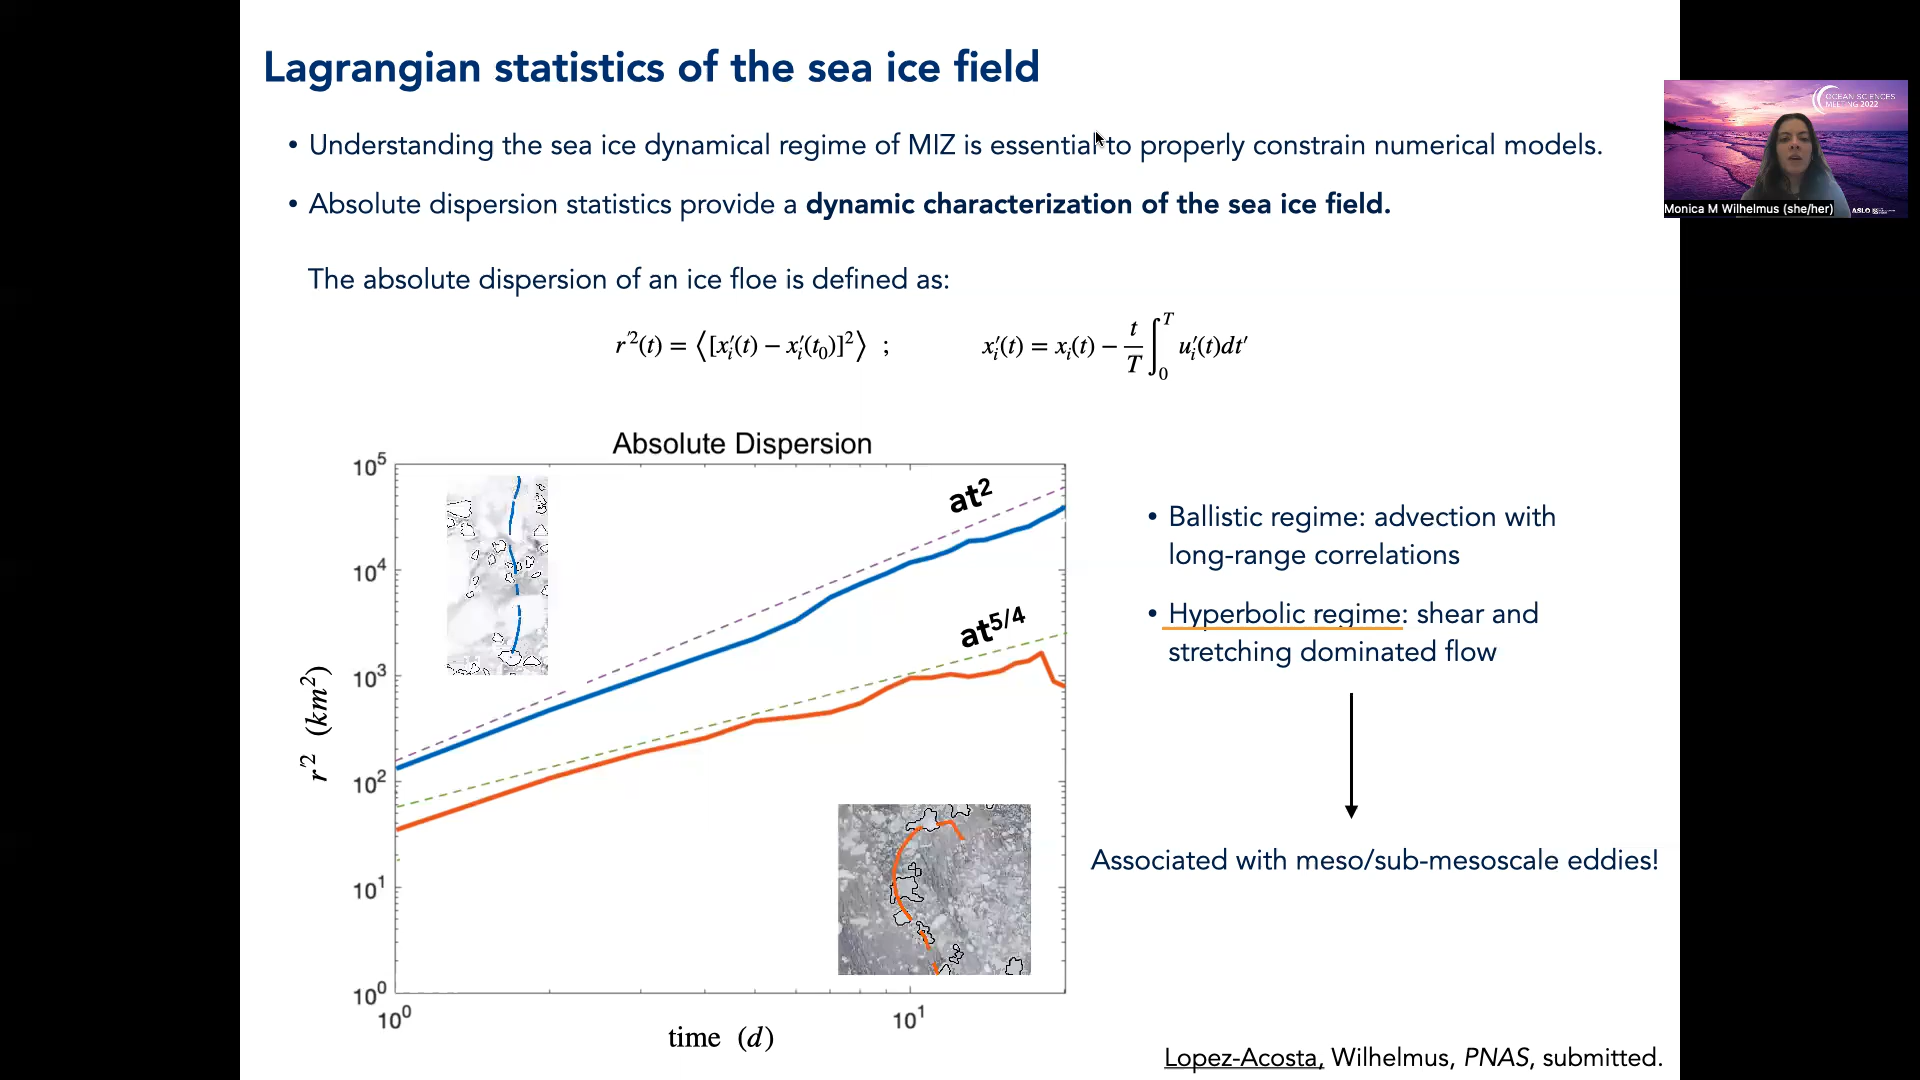 Lagrangian statistics of the sea ice field
• Understanding the sea ice dynamical regime of MIZ is essential to properly constrain numerical models.
• Absolute dispersion statistics provide a dynamic characterization of the sea ice field.
The absolute dispersion of an ice floe is defined as:
r′²(t) = ⟨[x′ᵢ(t) − x′ᵢ(t₀)]²⟩ ; x′ᵢ(t) = xᵢ(t) − t/T ∫₀ᵀ u′ᵢ(t)dt′
OCEAN SCIENCES
MEETING 2022
Monica M Wilhelmus (she/her)
ASLO
Absolute Dispersion
10⁵
10⁴
10³
10²
10¹
10⁰
r′² (km²)
at²
at⁵/⁴
10⁰ 10¹
time (d)
• Ballistic regime: advection with
long-range correlations
• Hyperbolic regime: shear and
stretching dominated flow
Associated with meso/sub-mesoscale eddies!
Lopez-Acosta, Wilhelmus, PNAS, submitted.